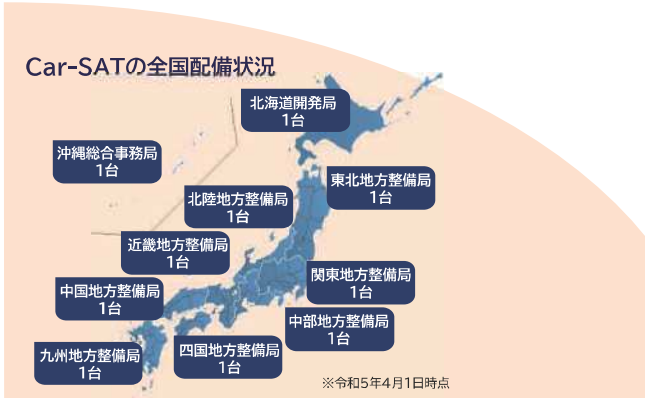 Car-SATの全国配備状況
北海道開発局
1台
沖縄総合事務局
1台
東北地方整備局
1台
北陸地方整備局
1台
近畿地方整備局
1台
関東地方整備局
1台
中国地方整備局
1台
中部地方整備局
1台
四国地方整備局
1台
九州地方整備局
1台
※令和5年4月1日時点